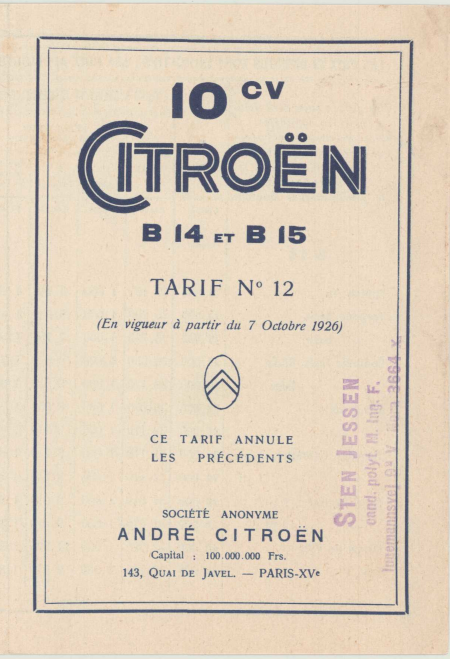 10 CV
CITROËN
B 14 ET B 15
TARIF No 12
(En vigueur à partir du 7 Octobre 1926)
CE TARIF ANNULE
LES PRÉCÉDENTS
SOCIÉTÉ ANONYME
ANDRÉ CITROËN
Capital : 100.000.000 Frs.
143, QUAI DE JAVEL. — PARIS-XVe
STEN JESSEN
cand. polyt. M. Ing. F.
3664 x